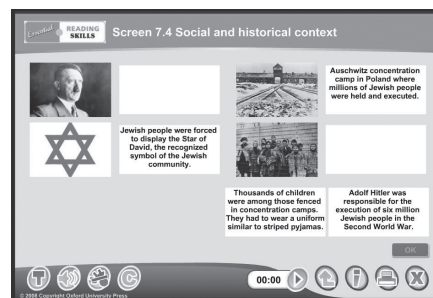 Essential READING
SKILLS
Screen 7.4 Social and historical context
Auschwitz concentration
camp in Poland where
millions of Jewish people
were held and executed.
Jewish people were forced
to display the Star of
David, the recognized
symbol of the Jewish
community.
Thousands of children
were among those fenced
in concentration camps.
They had to wear a uniform
similar to striped pyjamas.
Adolf Hitler was
responsible for the
execution of six million
Jewish people in the
Second World War.
OK
T
C
00:00
i
X
© 2008 Copyright Oxford University Press